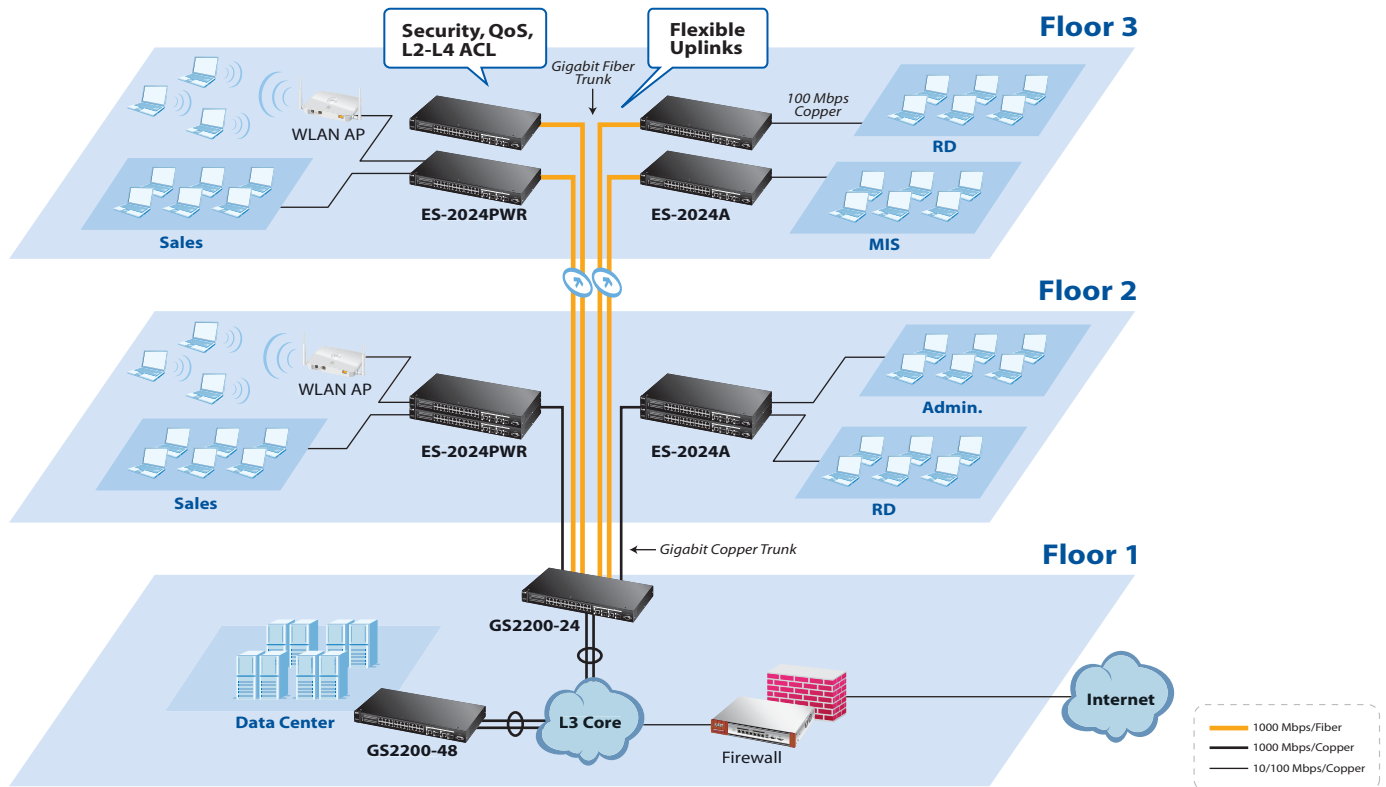 Floor 3
Security, QoS,
L2-L4 ACL
Flexible
Uplinks
Gigabit Fiber
Trunk
100 Mbps
Copper
WLAN AP
RD
ES-2024PWR
ES-2024A
Sales
MIS
Floor 2
WLAN AP
Admin.
ES-2024PWR
ES-2024A
Sales
RD
Gigabit Copper Trunk
Floor 1
GS2200-24
Data Center
GS2200-48
L3 Core
Firewall
Internet
1000 Mbps/Fiber
1000 Mbps/Copper
10/100 Mbps/Copper